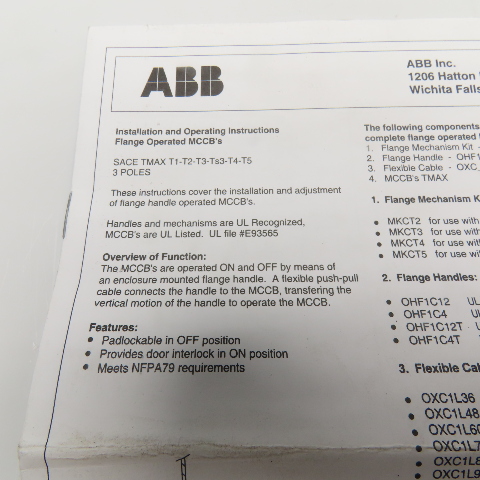 ABB
ABB Inc.
1206 Hatton
Wichita Falls
Installation and Operating Instructions
Flange Operated MCCB's
SACE TMAX T1-T2-T3-Ts3-T4-T5
3 POLES
These instructions cover the installation and adjustment
of flange handle operated MCCB's.
Handles and mechanisms are UL Recognized,
MCCB's are UL Listed. UL file #E93565
Overview of Function:
The MCCB's are operated ON and OFF by means of
an enclosure mounted flange handle. A flexible push-pull
cable connects the handle to the MCCB, transfering the
vertical motion of the handle to operate the MCCB.
Features:
• Padlockable in OFF position
• Provides door interlock in ON position
• Meets NFPA79 requirements
The following components
complete flange operated
1. Flange Mechanism Kit -
2. Flange Handle - OHF1
3. Flexible Cable - OXC
4. MCCB's TMAX
1. Flange Mechanism K
• MKCT2 for use with
• MKCT3 for use with
• MKCT4 for use with
• MKCT5 for use with
2. Flange Handles:
• OHF1C12 UL
• OHF1C4 UL
• OHF1C12T
• OHF1C4T
3. Flexible Ca
• OXC1L36
• OXC1L48
• OXC1L60
• OXC1L7
• OXC1L8
• OXC1L9